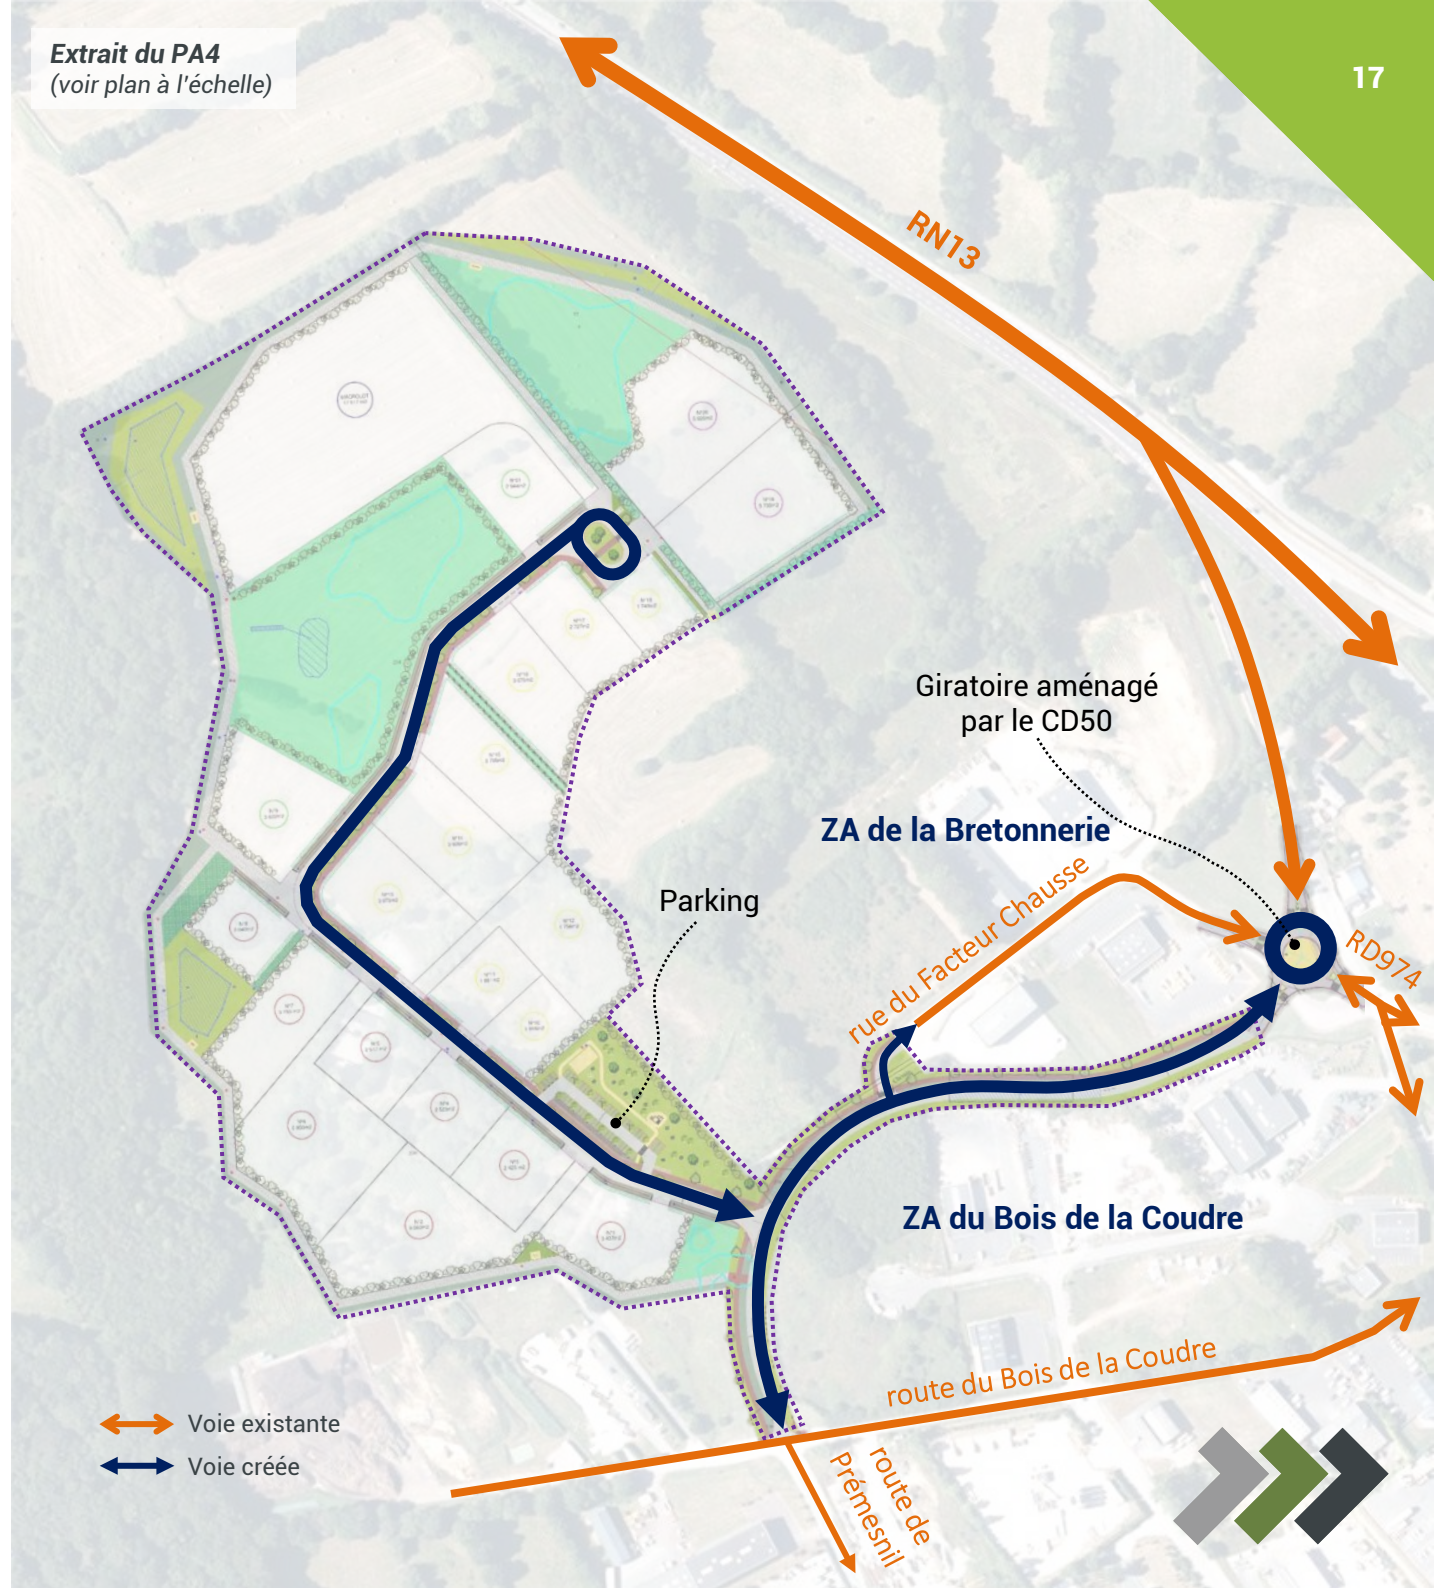 Extrait du PA4
(voir plan à l'échelle)
17
RN13
Giratoire aménagé
par le CD50
ZA de la Bretonnerie
Parking
rue du Facteur Chausse
RD974
ZA du Bois de la Coudre
route du Bois de la Coudre
route de
Prémesnil
Voie existante
Voie créée